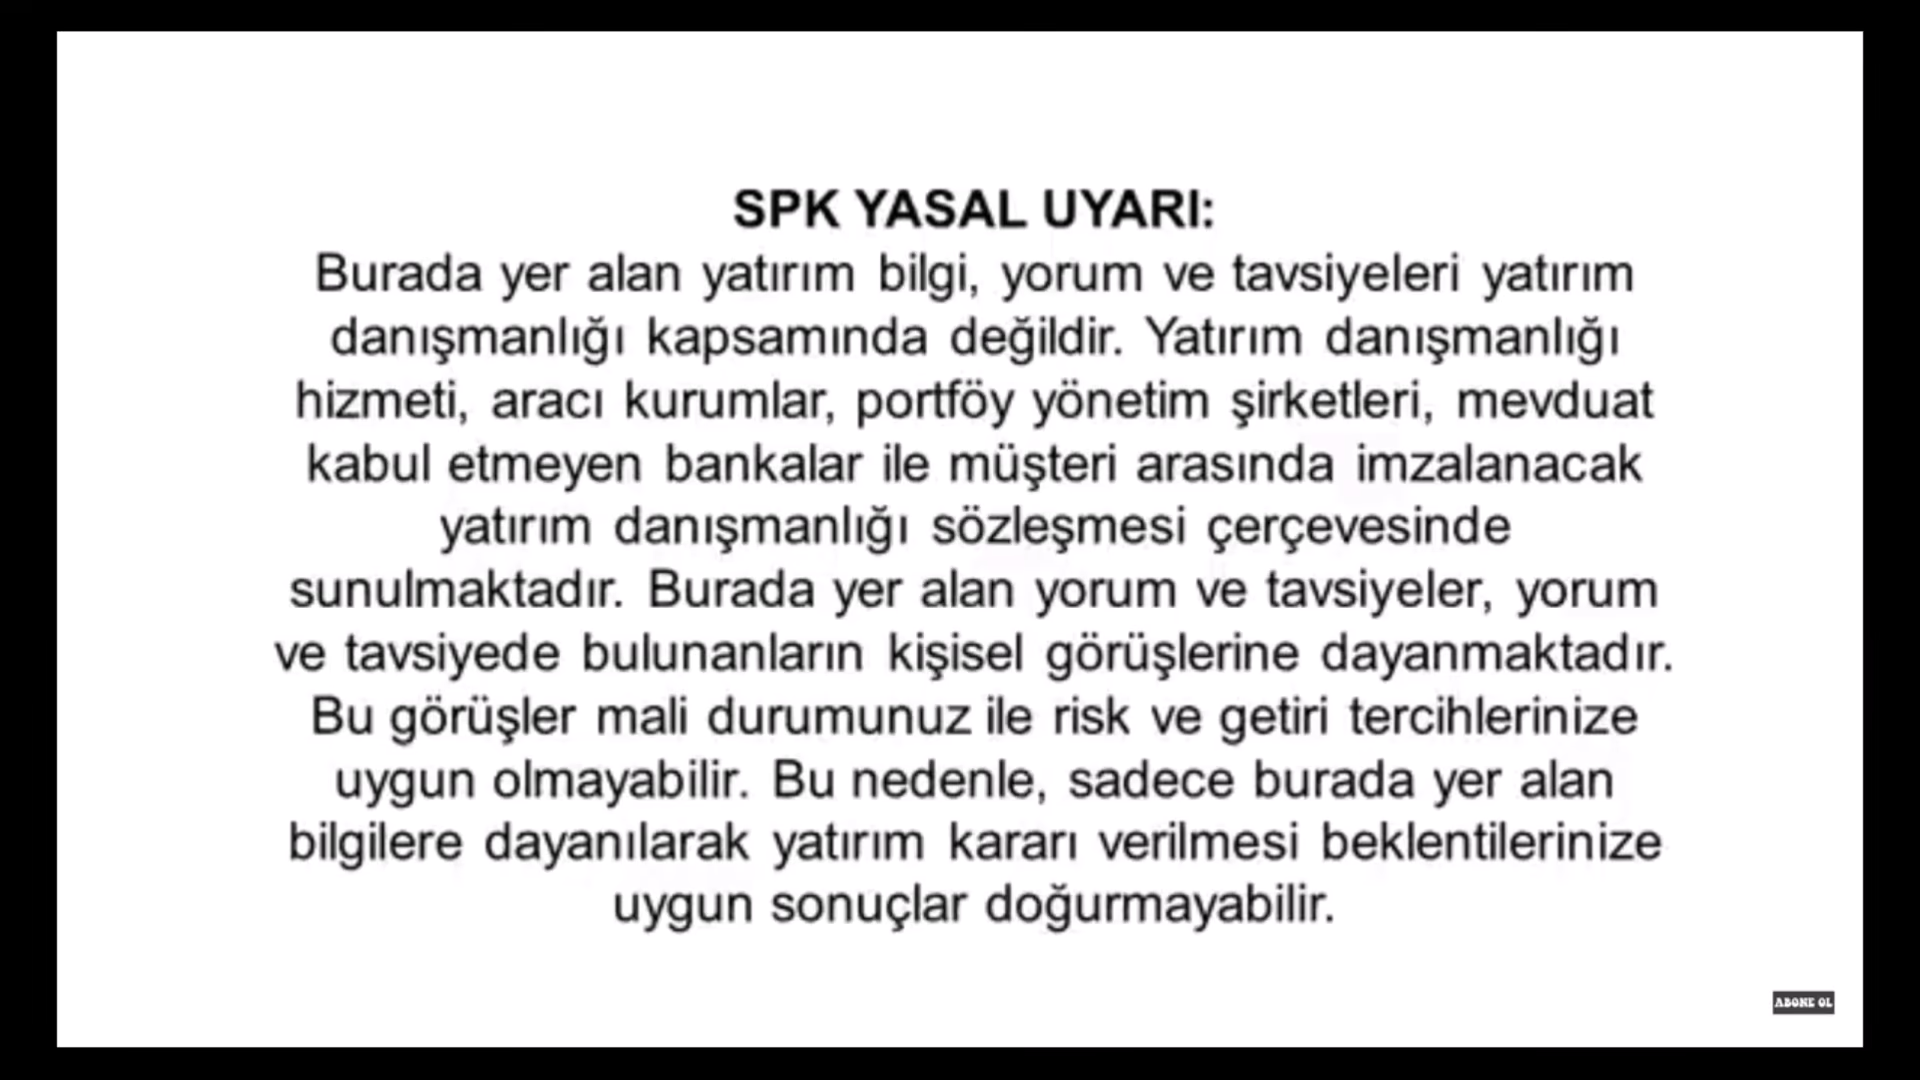 SPK YASAL UYARI:
Burada yer alan yatırım bilgi, yorum ve tavsiyeleri yatırım
danışmanlığı kapsamında değildir. Yatırım danışmanlığı
hizmeti, aracı kurumlar, portföy yönetim şirketleri, mevduat
kabul etmeyen bankalar ile müşteri arasında imzalanacak
yatırım danışmanlığı sözleşmesi çerçevesinde
sunulmaktadır. Burada yer alan yorum ve tavsiyeler, yorum
ve tavsiyede bulunanların kişisel görüşlerine dayanmaktadır.
Bu görüşler mali durumunuz ile risk ve getiri tercihlerinize
uygun olmayabilir. Bu nedenle, sadece burada yer alan
bilgilere dayanılarak yatırım kararı verilmesi beklentilerinize
uygun sonuçlar doğurmayabilir.
ABONE OL